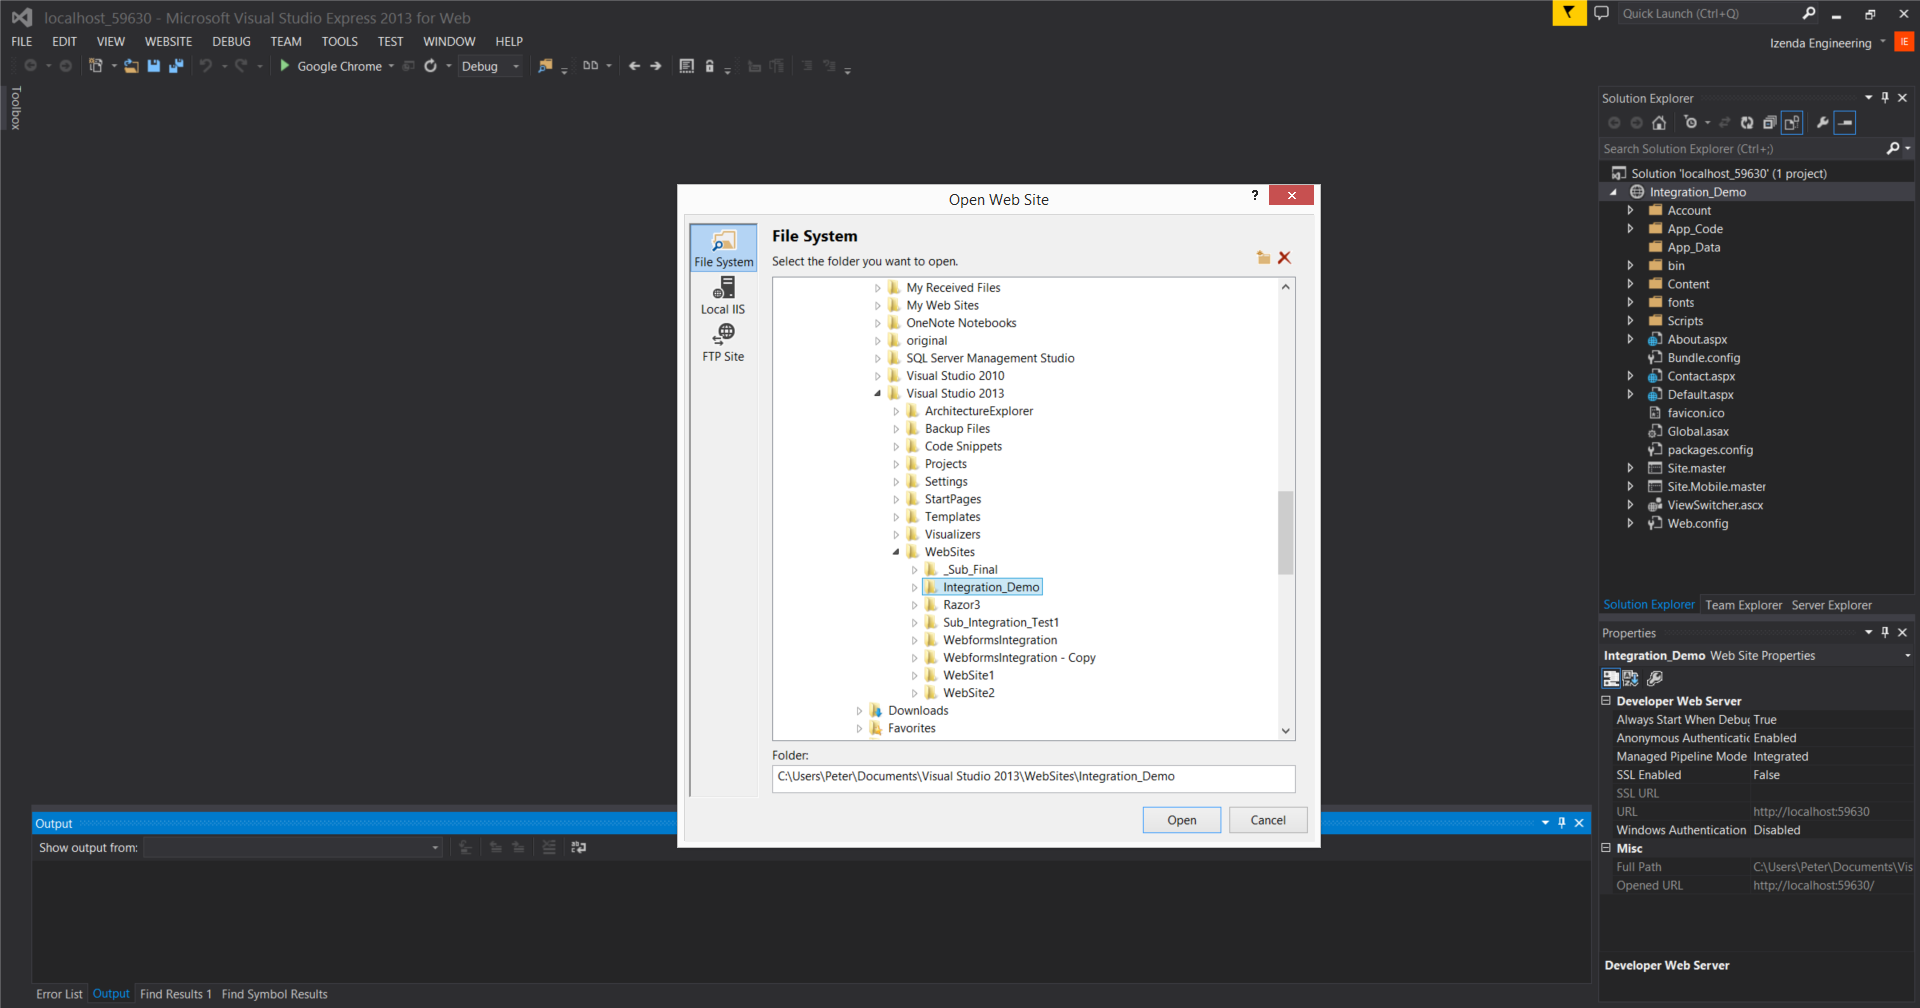 localhost_59630 - Microsoft Visual Studio Express 2013 for Web
Quick Launch (Ctrl+Q)
FILE EDIT VIEW WEBSITE DEBUG TEAM TOOLS TEST WINDOW HELP
Izenda Engineering IE
Google Chrome Debug
Toolbox
Open Web Site
?
File System
Local IIS
FTP Site
File System
Select the folder you want to open.
My Received Files
My Web Sites
OneNote Notebooks
original
SQL Server Management Studio
Visual Studio 2010
Visual Studio 2013
ArchitectureExplorer
Backup Files
Code Snippets
Projects
Settings
StartPages
Templates
Visualizers
WebSites
_Sub_Final
Integration_Demo
Razor3
Sub_Integration_Test1
WebformsIntegration
WebformsIntegration - Copy
WebSite1
WebSite2
Downloads
Favorites
Folder:
C:\Users\Peter\Documents\Visual Studio 2013\WebSites\Integration_Demo
Open Cancel
Solution Explorer
Search Solution Explorer (Ctrl+;)
Solution 'localhost_59630' (1 project)
Integration_Demo
Account
App_Code
App_Data
bin
Content
fonts
Scripts
About.aspx
Bundle.config
Contact.aspx
Default.aspx
favicon.ico
Global.asax
packages.config
Site.master
Site.Mobile.master
ViewSwitcher.ascx
Web.config
Solution Explorer Team Explorer Server Explorer
Properties
Integration_Demo Web Site Properties
Developer Web Server
Always Start When Debug True
Anonymous Authenticatic Enabled
Managed Pipeline Mode Integrated
SSL Enabled False
SSL URL
URL http://localhost:59630
Windows Authentication Disabled
Misc
Full Path C:\Users\Peter\Documents\Vis
Opened URL http://localhost:59630/
Developer Web Server
Output
Show output from:
Error List Output Find Results 1 Find Symbol Results